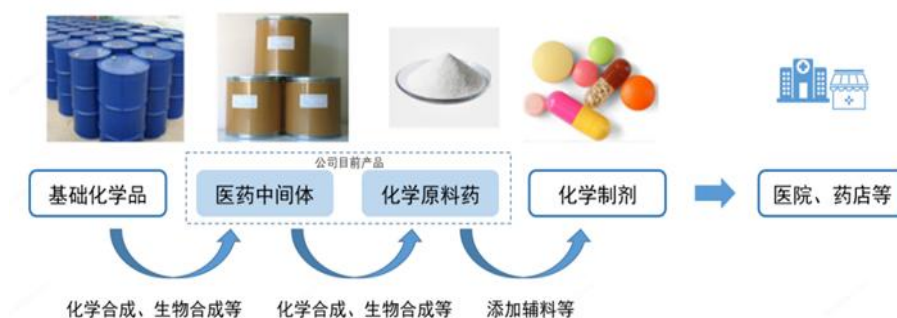 公司目前产品
基础化学品
医药中间体
化学原料药
化学制剂
医院、药店等
化学合成、生物合成等
化学合成、生物合成等
添加辅料等